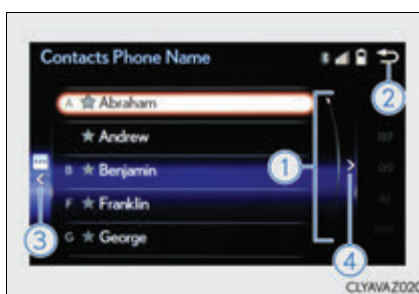 Contacts Phone Name
2
A Abraham
Andrew
1
B Benjamin
F Franklin
3
4
G George
CLYAVAZ020